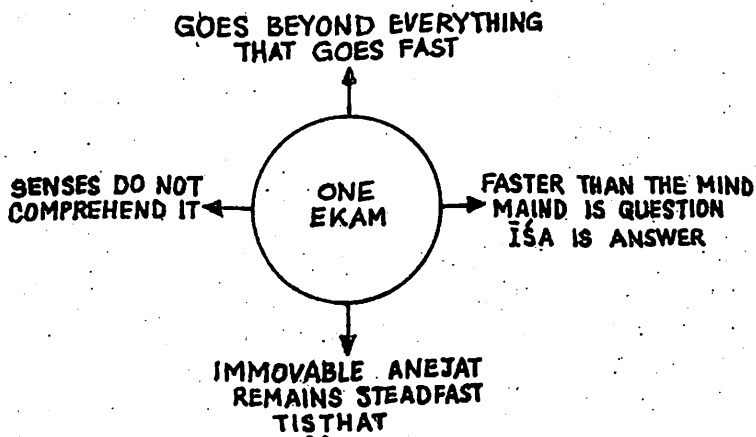 GOES BEYOND EVERYTHING
THAT GOES FAST
SENSES DO NOT
COMPREHEND IT
ONE
EKAM
FASTER THAN THE MIND
MAIND IS QUESTION
ĪŚA IS ANSWER
IMMOVABLE ANEJAT
REMAINS STEADFAST
TISTHAT